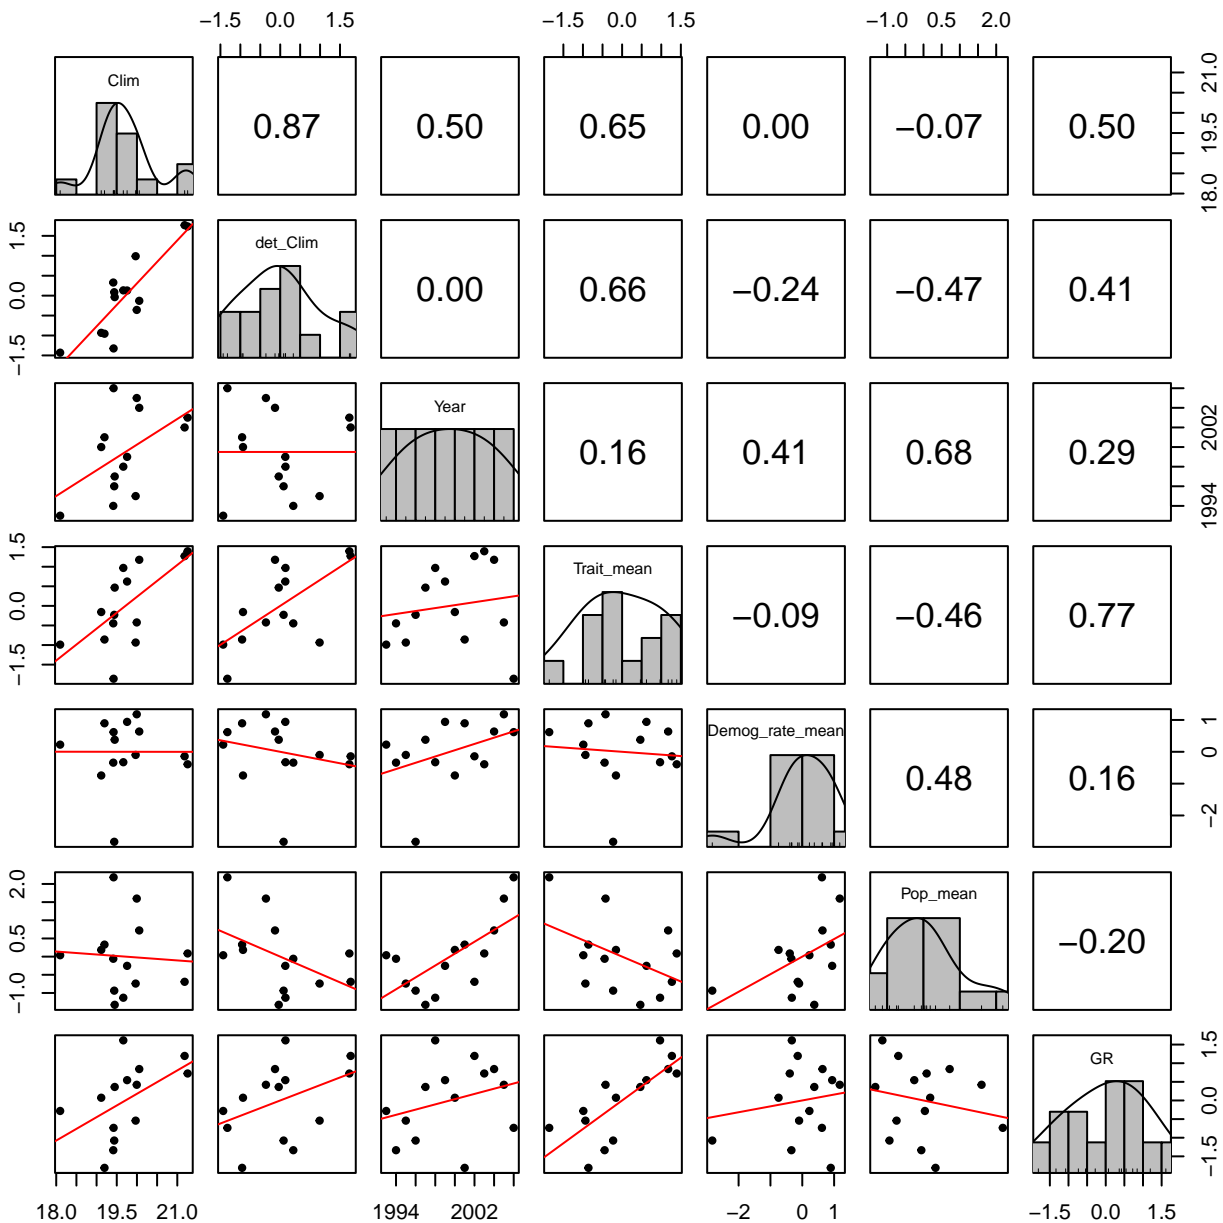 −1.5 0.0 1.5 −1.5 0.0 1.5 −1.0 0.5 2.0
Clim 0.87 0.50 0.65 0.00 −0.07 0.50 18.0 19.5 21.0
−1.5 0.0 1.5 det_Clim 0.00 0.66 −0.24 −0.47 0.41
Year 0.16 0.41 0.68 0.29 1994 2002
−1.5 0.0 1.5 Trait_mean −0.09 −0.46 0.77
Demog_rate_mean 0.48 0.16 −2 0 1
−1.0 0.5 2.0 Pop_mean −0.20
GR −1.5 0.0 1.5
18.0 19.5 21.0 1994 2002 −2 0 1 −1.5 0.0 1.5